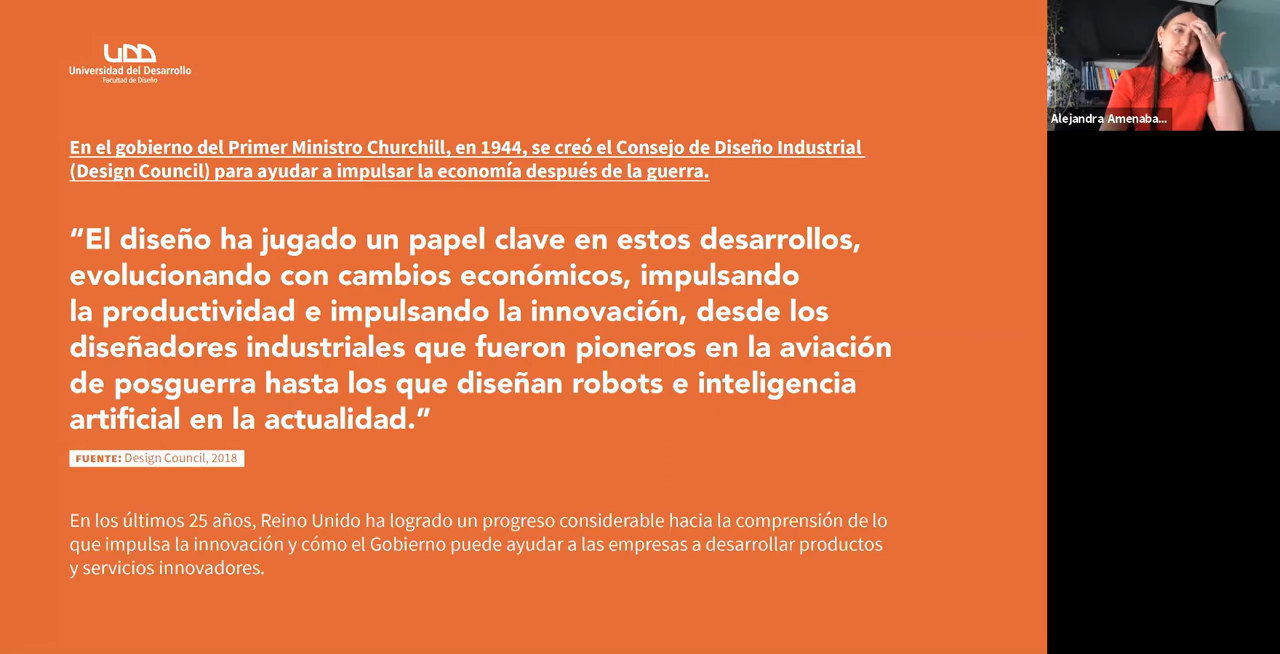 UDD
Universidad del Desarrollo
Facultad de Diseño
Alejandra Amenaba...
En el gobierno del Primer Ministro Churchill, en 1944, se creó el Consejo de Diseño Industrial
(Design Council) para ayudar a impulsar la economía después de la guerra.
“El diseño ha jugado un papel clave en estos desarrollos,
evolucionando con cambios económicos, impulsando
la productividad e impulsando la innovación, desde los
diseñadores industriales que fueron pioneros en la aviación
de posguerra hasta los que diseñan robots e inteligencia
artificial en la actualidad.”
FUENTE: Design Council, 2018
En los últimos 25 años, Reino Unido ha logrado un progreso considerable hacia la comprensión de lo
que impulsa la innovación y cómo el Gobierno puede ayudar a las empresas a desarrollar productos
y servicios innovadores.